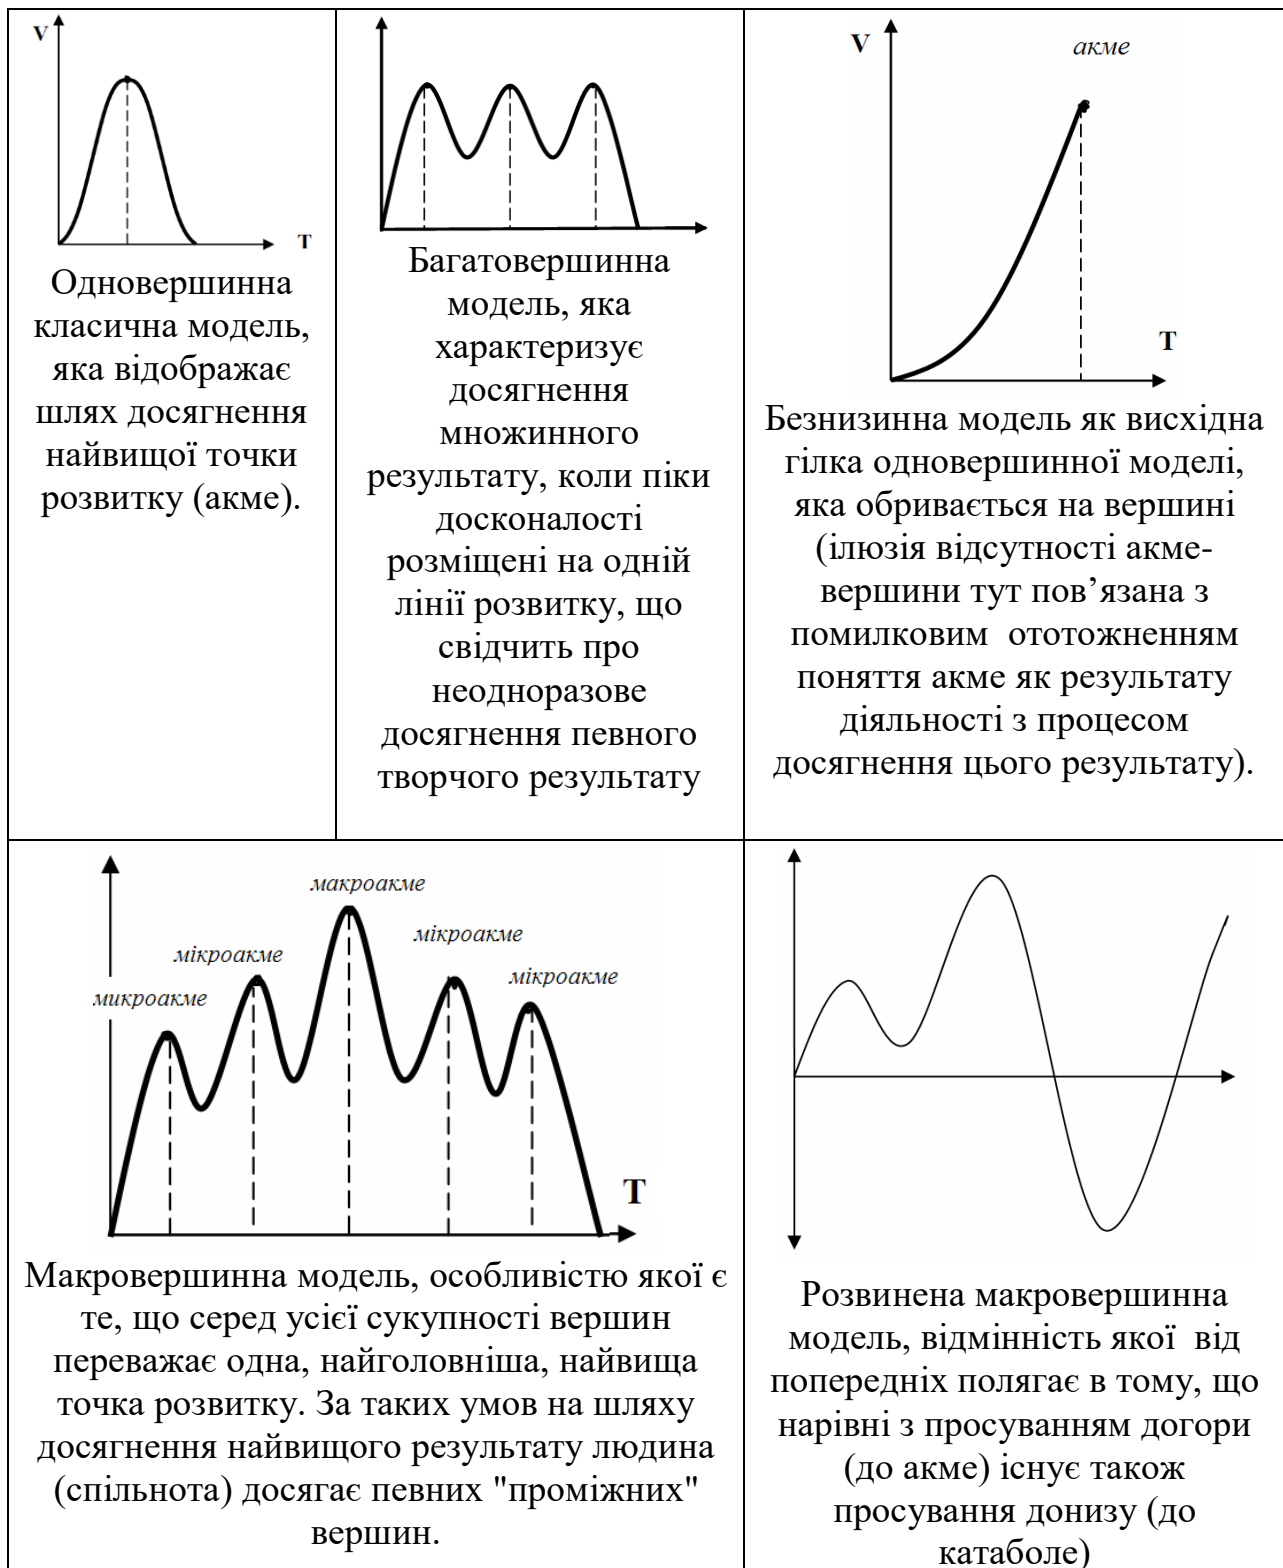 V
T
Одновершинна
класична модель,
яка відображає
шлях досягнення
найвищої точки
розвитку (акме).
Багатовершинна
модель, яка
характеризує
досягнення
множинного
результату, коли піки
досконалості
розміщені на одній
лінії розвитку, що
свідчить про
неодноразове
досягнення певного
творчого результату
V
акме
T
Безнизинна модель як висхідна
гілка одновершинної моделі,
яка обривається на вершині
(ілюзія відсутності акме-
вершини тут пов’язана з
помилковим ототожненням
поняття акме як результату
діяльності з процесом
досягнення цього результату).
макроакме
мікроакме
мікроакме
микроакме
мікроакме
T
Макровершинна модель, особливістю якої є
те, що серед усієї сукупності вершин
переважає одна, найголовніша, найвища
точка розвитку. За таких умов на шляху
досягнення найвищого результату людина
(спільнота) досягає певних "проміжних"
вершин.
Розвинена макровершинна
модель, відмінність якої від
попередніх полягає в тому, що
нарівні з просуванням догори
(до акме) існує також
просування донизу (до
катаболе)